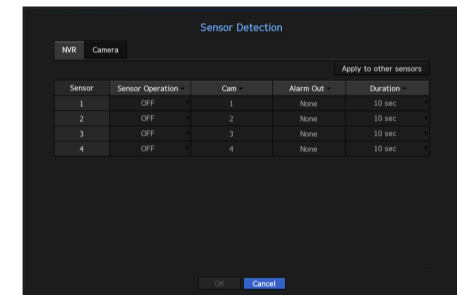 Sensor Detection
NVR Camera
Apply to other sensors
Sensor Sensor Operation Cam Alarm Out Duration
1 OFF 1 None 10 sec
2 OFF 2 None 10 sec
3 OFF 3 None 10 sec
4 OFF 4 None 10 sec
OK Cancel